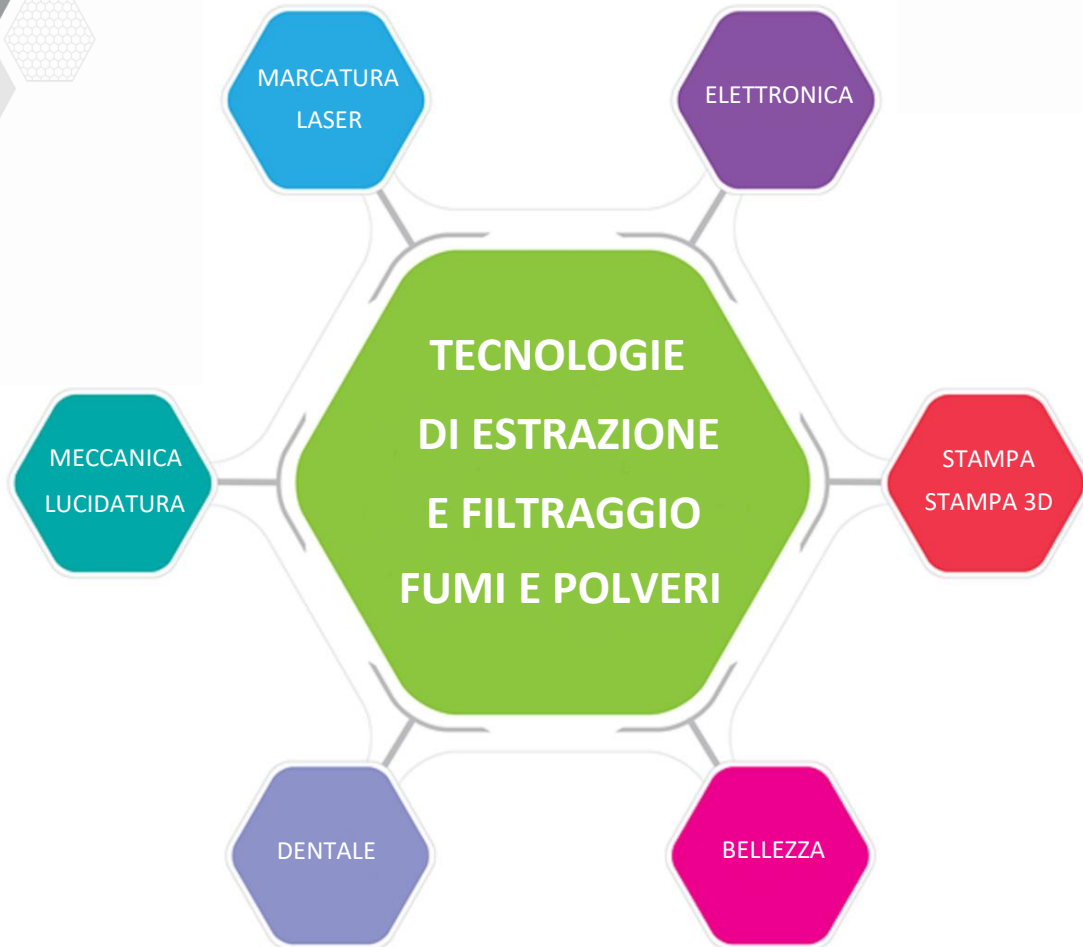 MARCATURA
LASER
ELETTRONICA
TECNOLOGIE
DI ESTRAZIONE
E FILTRAGGIO
FUMI E POLVERI
MECCANICA
LUCIDATURA
STAMPA
STAMPA 3D
DENTALE
BELLEZZA